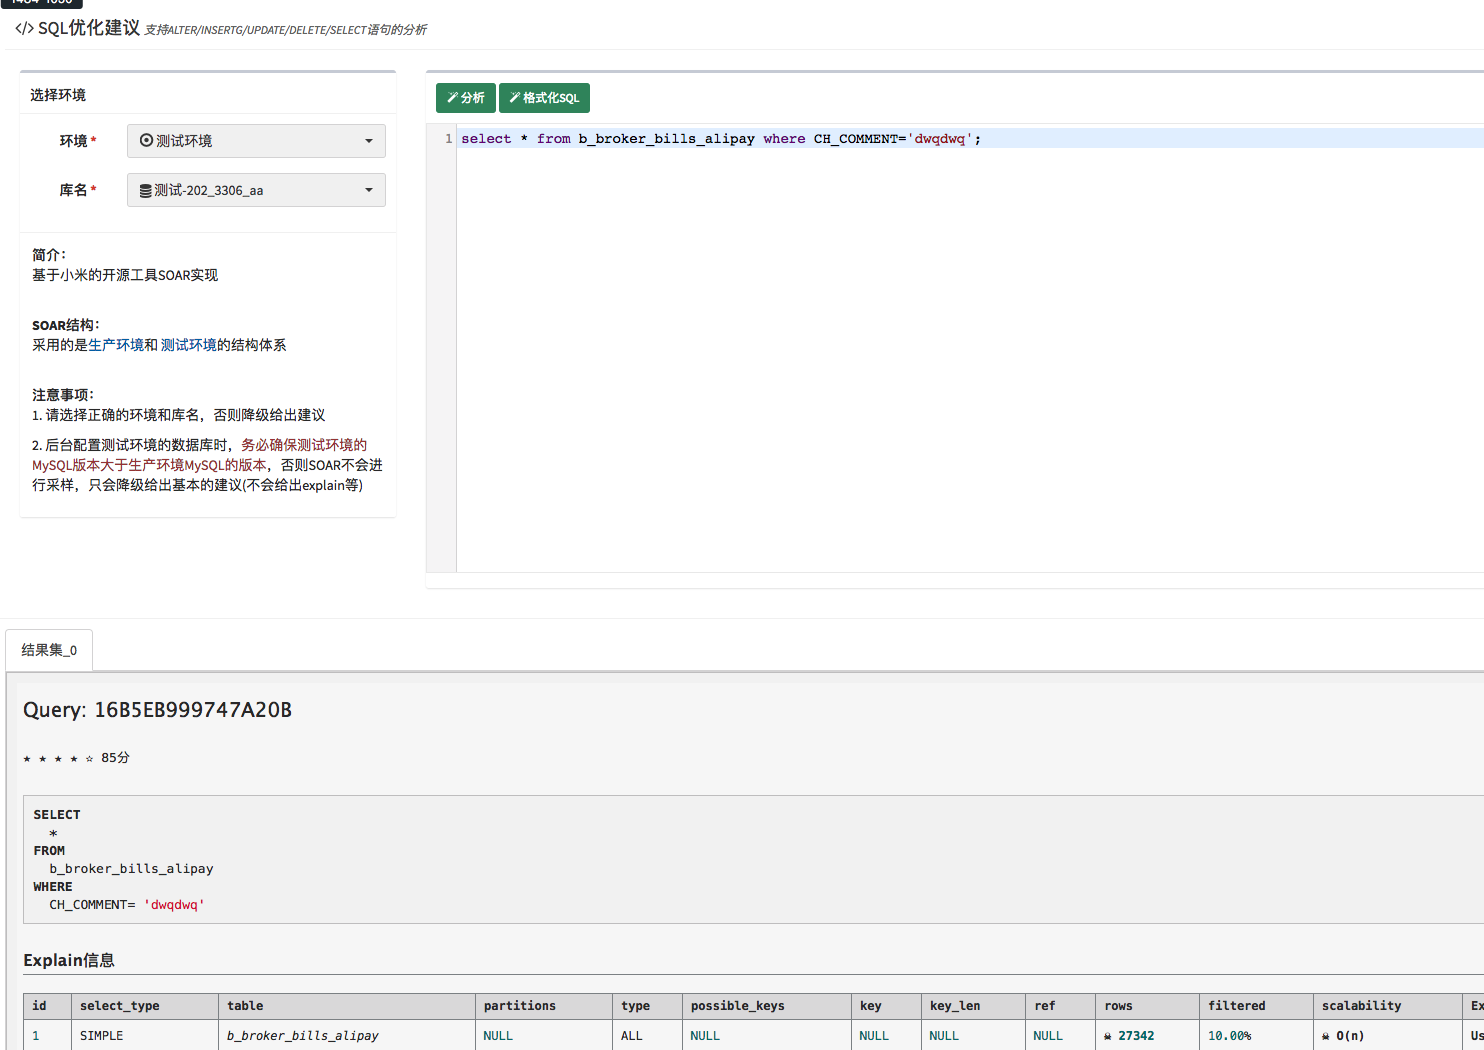 SQL优化建议 支持ALTER/INSERTG/UPDATE/DELETE/SELECT语句的分析
选择环境
环境*
测试环境
库名*
测试-202_3306_aa
简介：
基于小米的开源工具SOAR实现
SOAR结构：
采用的是生产环境和 测试环境的结构体系
注意事项：
1. 请选择正确的环境和库名，否则降级给出建议
2. 后台配置测试环境的数据库时，务必确保测试环境的
MySQL版本大于生产环境MySQL的版本，否则SOAR不会进
行采样，只会降级给出基本的建议(不会给出explain等)
分析 格式化SQL
1 select * from b_broker_bills_alipay where CH_COMMENT='dwqdwq';
结果集_0
Query: 16B5EB999747A20B
★ ★ ★ ★ ☆ 85分
SELECT
*
FROM
b_broker_bills_alipay
WHERE
CH_COMMENT= 'dwqdwq'
Explain信息
id select_type table partitions type possible_keys key key_len ref rows filtered scalability Ex
1 SIMPLE b_broker_bills_alipay NULL ALL NULL NULL NULL NULL ☠ 27342 10.00% ☠ O(n) Us